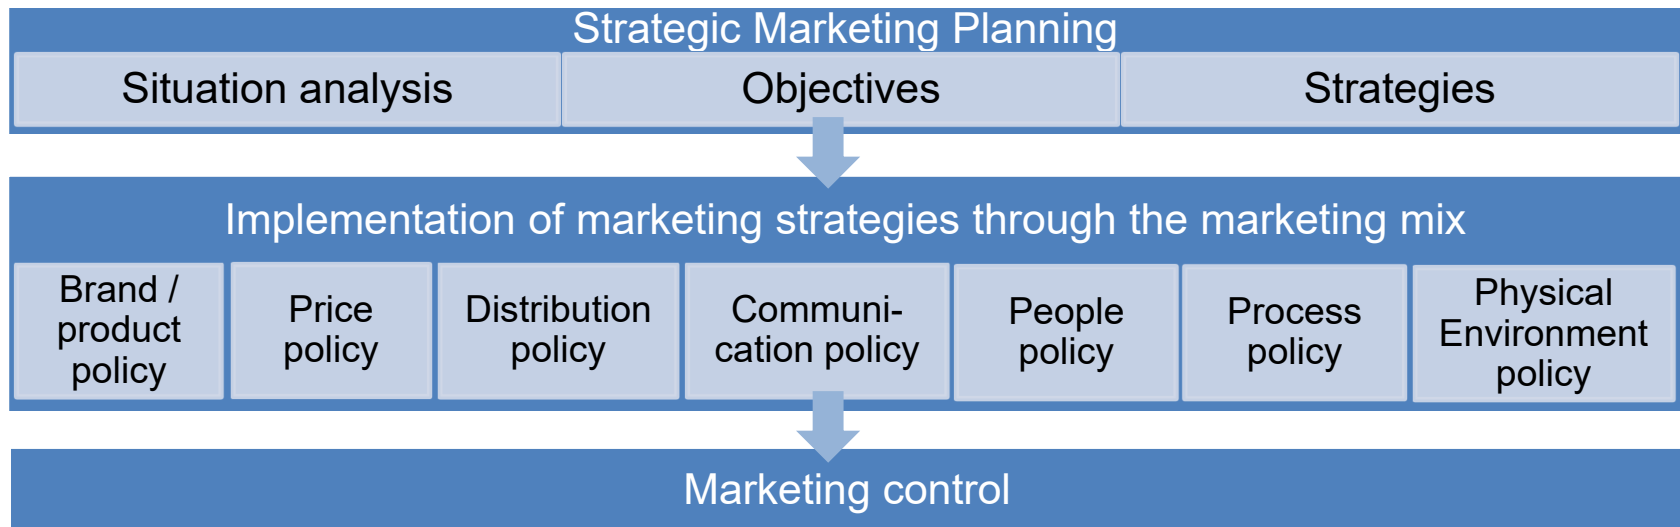 Strategic Marketing Planning
Situation analysis
Objectives
Strategies
Implementation of marketing strategies through the marketing mix
Brand /
product
policy
Price
policy
Distribution
policy
Communi-
cation policy
People
policy
Process
policy
Physical
Environment
policy
Marketing control